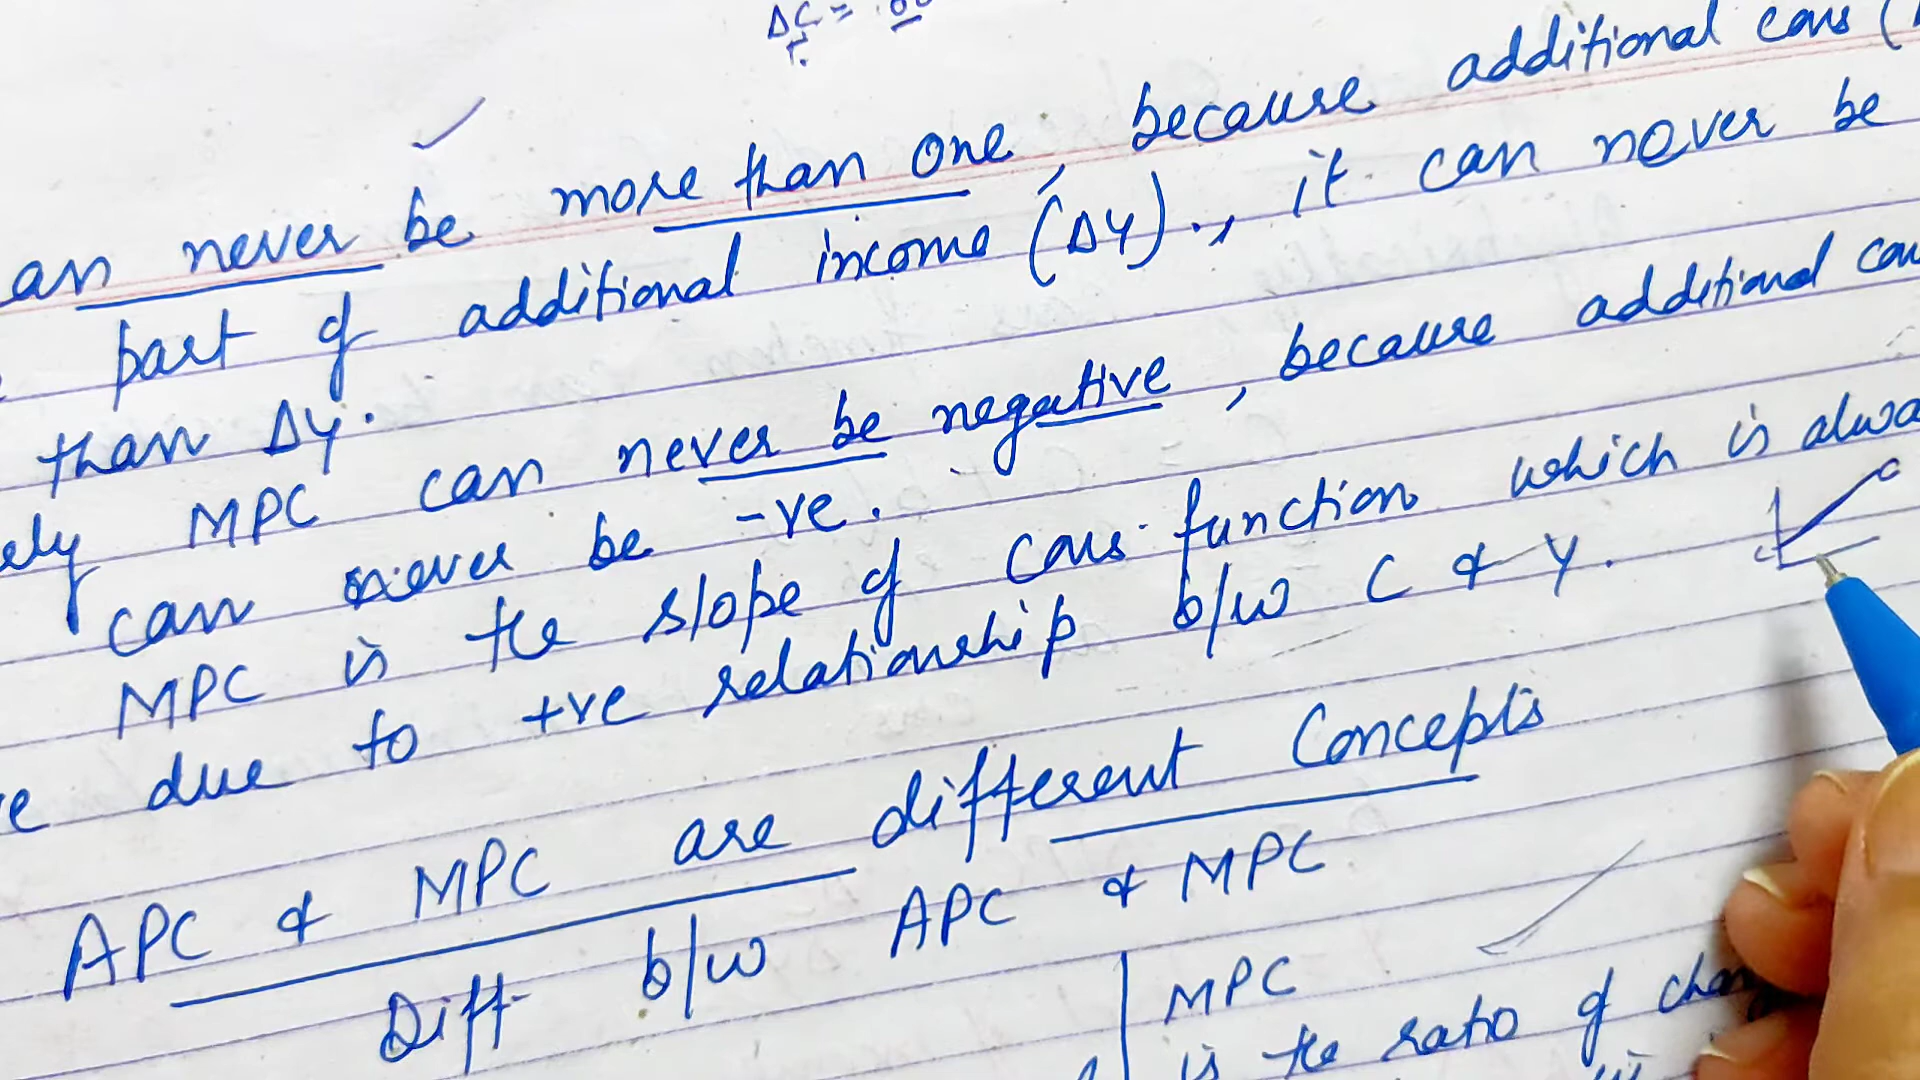 ΔC =
an never be more than one, because additional cons (
part of additional income (ΔY)., it can never be
than ΔY.
ely MPC can never be negative, because additional con
can never be -ve.
MPC is the slope of cons. function which is alwa
e due to +ve relationship b/w C & Y.
C
APC & MPC are different Concepts
Diff b/w APC & MPC
MPC
is the ratio of chan